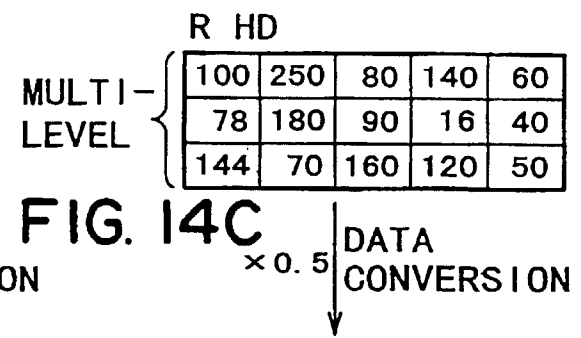 R HD
100 250 80 140 60
MULTI-
LEVEL
78 180 90 16 40
144 70 160 120 50
FIG. 14C
×0.5
DATA
CONVERSION
ON